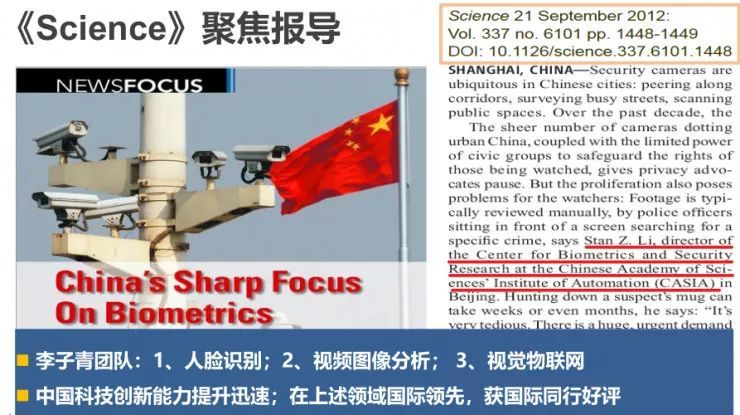 《Science》聚焦报导
Science 21 September 2012:
Vol. 337 no. 6101 pp. 1448-1449
DOI: 10.1126/science.337.6101.1448
NEWSFOCUS
China's Sharp Focus
On Biometrics
SHANGHAI, CHINA—Security cameras are
ubiquitous in Chinese cities: peering along
corridors, surveying busy streets, scanning
public spaces. Over the past decade, the
The sheer number of cameras dotting
urban China, coupled with the limited power
of civic groups to safeguard the rights of
those being watched, gives privacy advo-
cates pause. But the proliferation also poses
problems for the watchers: Footage is typi-
cally reviewed manually, by police officers
sitting in front of a screen searching for a
specific crime, says Stan Z. Li, director of
the Center for Biometrics and Security
Research at the Chinese Academy of Sci-
ences' Institute of Automation (CASIA) in
Beijing. Hunting down a suspect's mug can
take weeks or even months, he says: “It's
very tedious. There is a huge, urgent demand
李子青团队：1、人脸识别；2、视频图像分析； 3、视觉物联网
中国科技创新能力提升迅速；在上述领域国际领先，获国际同行好评